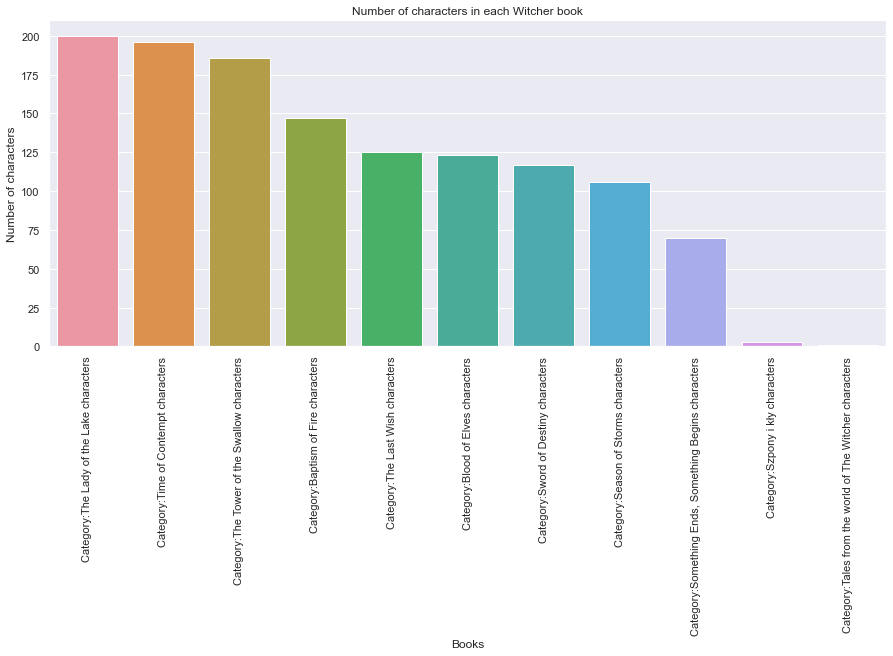 Number of characters in each Witcher book
Number of characters
200
175
150
125
100
75
50
25
0
Category:The Lady of the Lake characters
Category:Time of Contempt characters
Category:The Tower of the Swallow characters
Category:Baptism of Fire characters
Category:The Last Wish characters
Category:Blood of Elves characters
Category:Sword of Destiny characters
Category:Season of Storms characters
Category:Something Ends, Something Begins characters
Category:Szpony i kły characters
Category:Tales from the world of The Witcher characters
Books